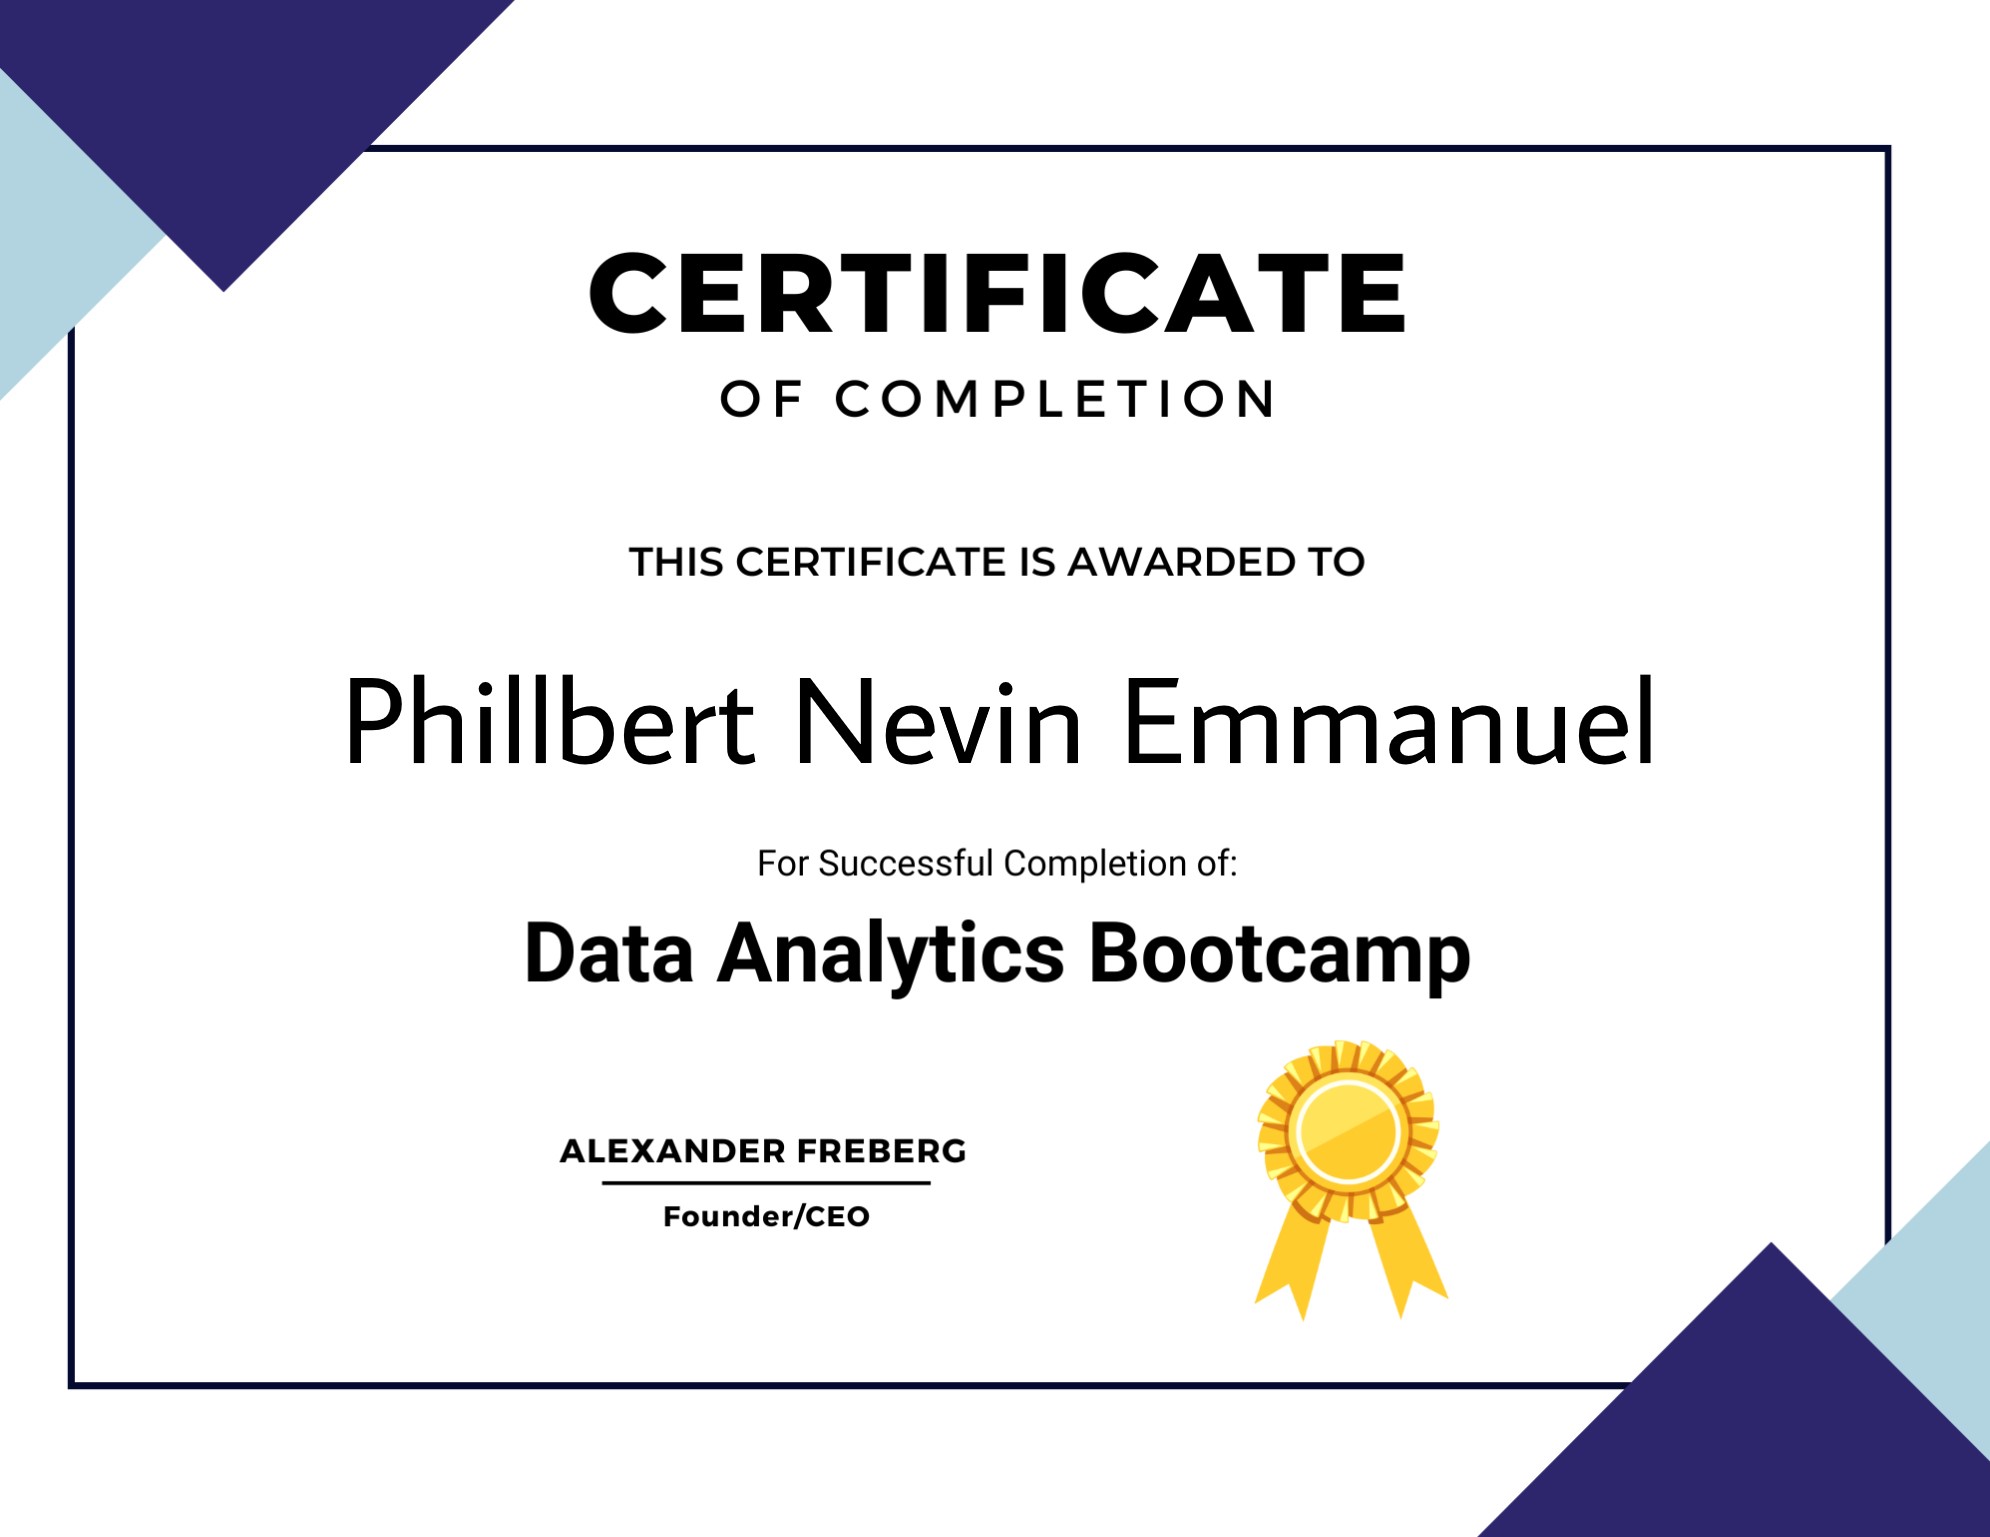 CERTIFICATE
OF COMPLETION
THIS CERTIFICATE IS AWARDED TO
Phillbert Nevin Emmanuel
For Successful Completion of:
Data Analytics Bootcamp
ALEXANDER FREBERG
Founder/CEO